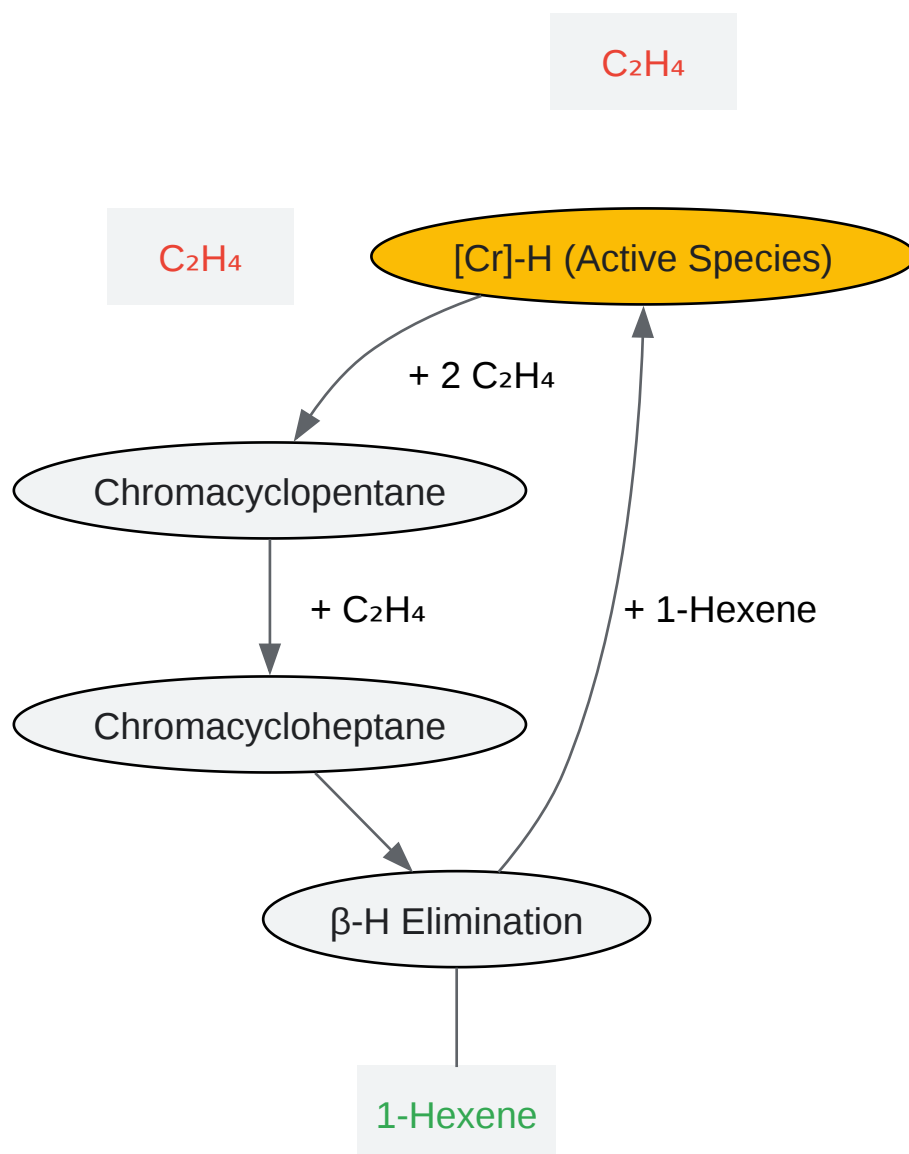 C₂H₄
C₂H₄
[Cr]-H (Active Species)
+ 2 C₂H₄
Chromacyclopentane
+ C₂H₄
+ 1-Hexene
Chromacycloheptane
β-H Elimination
1-Hexene